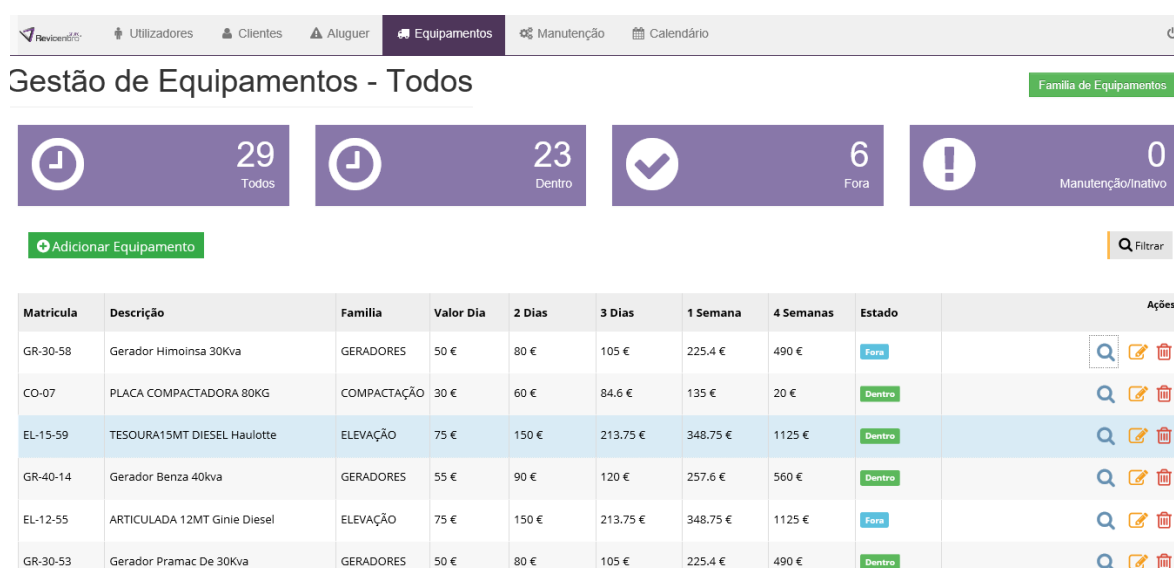 Revicentro Utilizadores Clientes Aluguer Equipamentos Manutenção Calendário
Gestão de Equipamentos - Todos
Familia de Equipamentos
29 23 6 0
Todos Dentro Fora Manutenção/Inativo
Adicionar Equipamento Filtrar
Matricula Descrição Familia Valor Dia 2 Dias 3 Dias 1 Semana 4 Semanas Estado Ações
GR-30-58 Gerador Himoinsa 30Kva GERADORES 50 € 80 € 105 € 225.4 € 490 € Fora
CO-07 PLACA COMPACTADORA 80KG COMPACTAÇÃO 30 € 60 € 84.6 € 135 € 20 € Dentro
EL-15-59 TESOURA15MT DIESEL Haulotte ELEVAÇÃO 75 € 150 € 213.75 € 348.75 € 1125 € Dentro
GR-40-14 Gerador Benza 40kva GERADORES 55 € 90 € 120 € 257.6 € 560 € Dentro
EL-12-55 ARTICULADA 12MT Ginie Diesel ELEVAÇÃO 75 € 150 € 213.75 € 348.75 € 1125 € Fora
GR-30-53 Gerador Pramac De 30Kva GERADORES 50 € 80 € 105 € 225.4 € 490 € Dentro